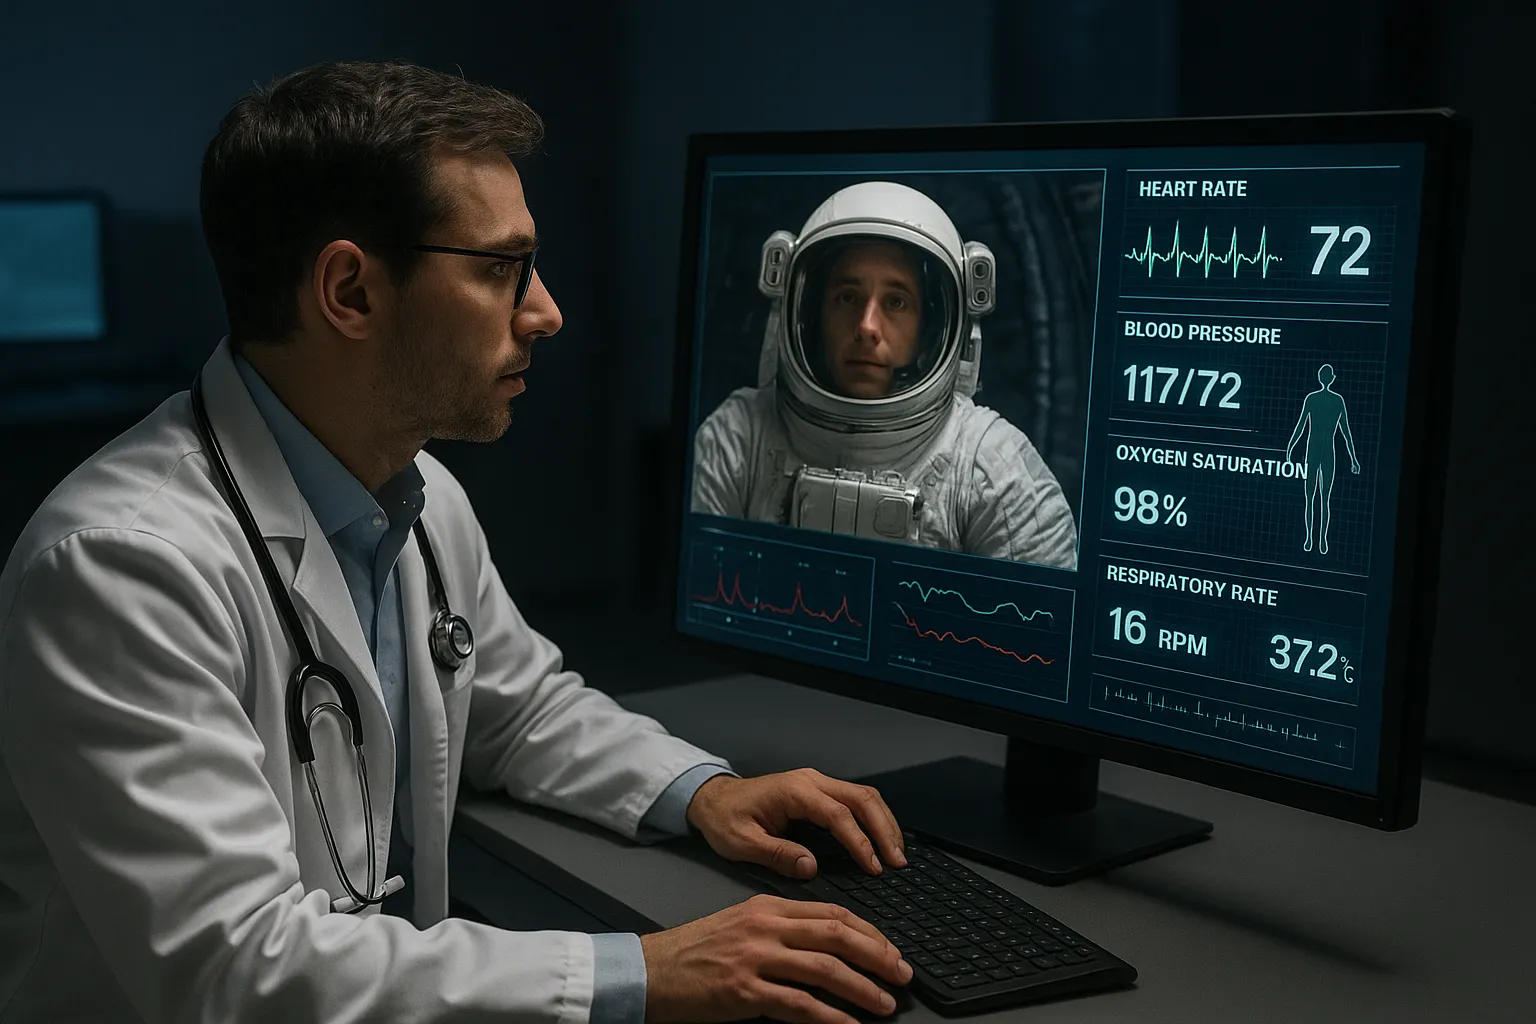 HEART RATE
72
BLOOD PRESSURE
117/72
OXYGEN SATURATION
98%
RESPIRATORY RATE
16 RPM
37.2°C